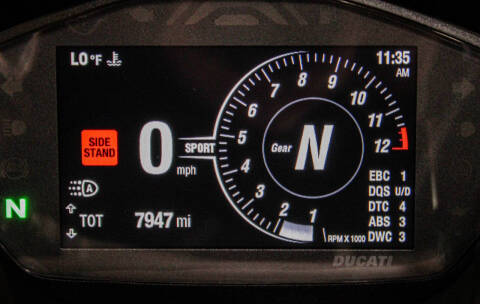 LO °F
11:35
AM
8
9
7
10
6
11
5
12
4
3
2
1
SIDE
STAND
0
mph
SPORT
Gear N
A
N
TOT 7947 mi
EBC 1
DQS U/D
DTC 4
ABS 3
DWC 3
RPM X 1000
DUCATI